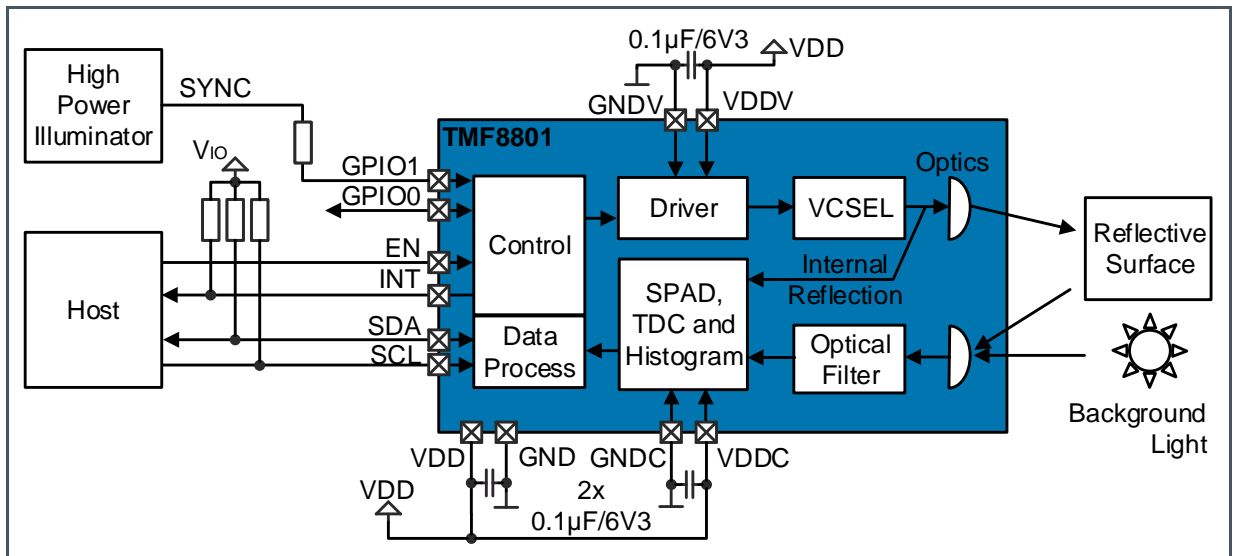 0.1µF/6V3
VDD
High
Power
Illuminator
SYNC
GNDV
VDDV
TMF8801
VIO
GPIO1
GPIO0
Optics
Driver
VCSEL
Reflective
Surface
Control
EN
INT
Internal
Reflection
Host
SPAD,
TDC and
Histogram
SDA
SCL
Data
Process
Optical
Filter
Background
Light
VDD
GND
GNDC
VDDC
VDD
2x
0.1µF/6V3